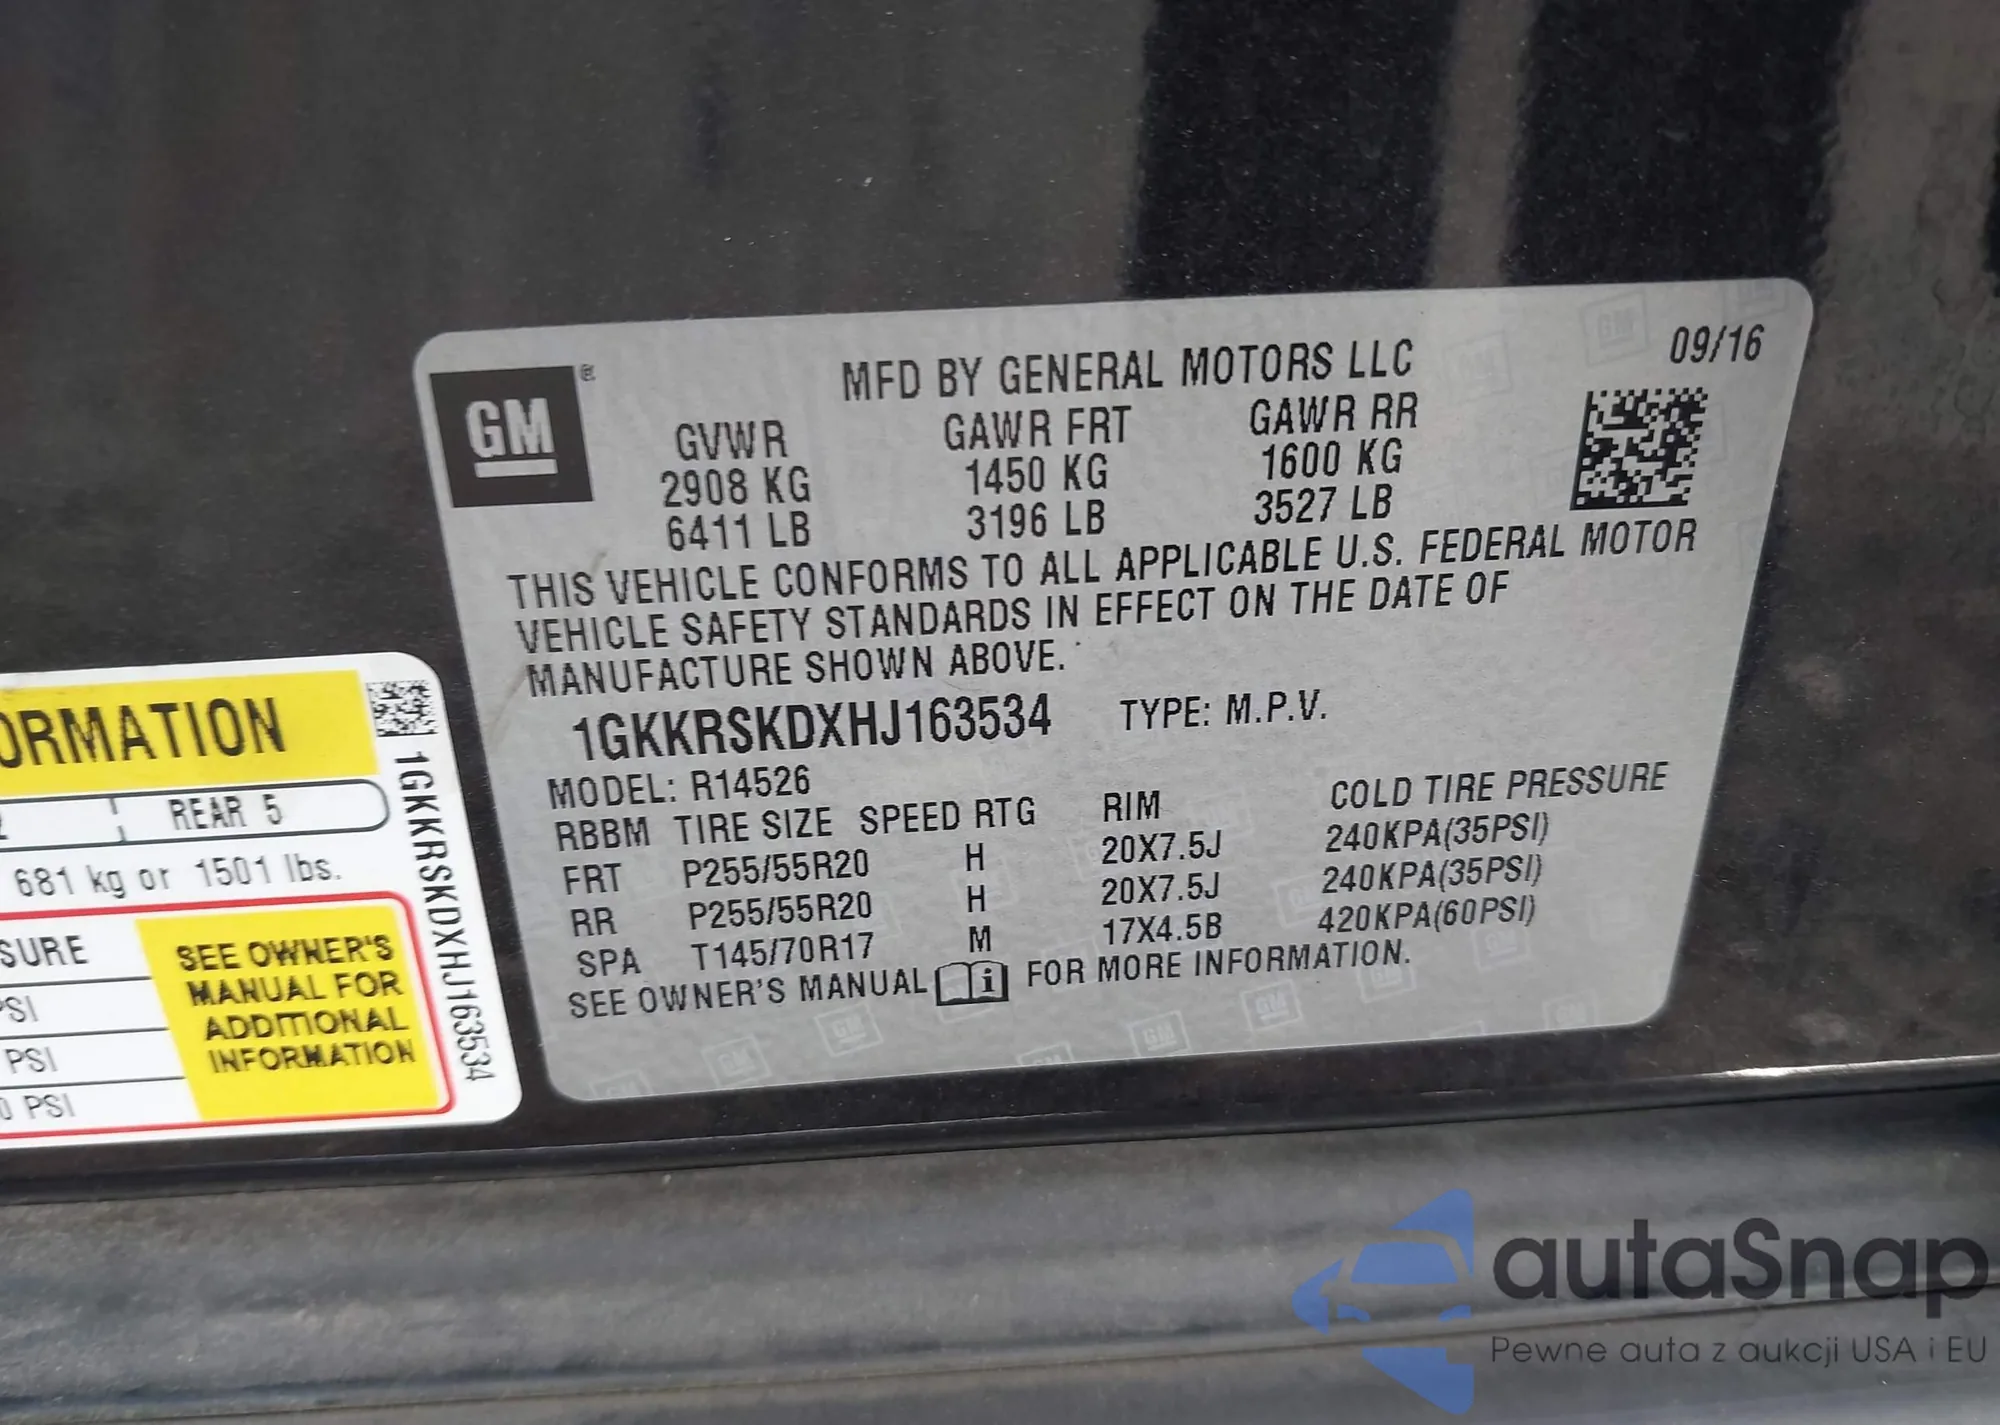 GM
®
MFD BY GENERAL MOTORS LLC
09/16
GVWR GAWR FRT GAWR RR
2908 KG 1450 KG 1600 KG
6411 LB 3196 LB 3527 LB
THIS VEHICLE CONFORMS TO ALL APPLICABLE U.S. FEDERAL MOTOR
VEHICLE SAFETY STANDARDS IN EFFECT ON THE DATE OF
MANUFACTURE SHOWN ABOVE.
1GKKRSKDXHJ163534 TYPE: M.P.V.
MODEL: R14526
RBBM TIRE SIZE SPEED RTG RIM COLD TIRE PRESSURE
FRT P255/55R20 H 20X7.5J 240KPA(35PSI)
RR P255/55R20 H 20X7.5J 240KPA(35PSI)
SPA T145/70R17 M 17X4.5B 420KPA(60PSI)
SEE OWNER'S MANUAL i FOR MORE INFORMATION.
ORMATION
REAR 5
681 kg or 1501 lbs.
SURE
PSI
PSI
0 PSI
SEE OWNER'S
MANUAL FOR
ADDITIONAL
INFORMATION
1GKKRSKDXHJ163534
autaSnap
Pewne auta z aukcji USA i EU